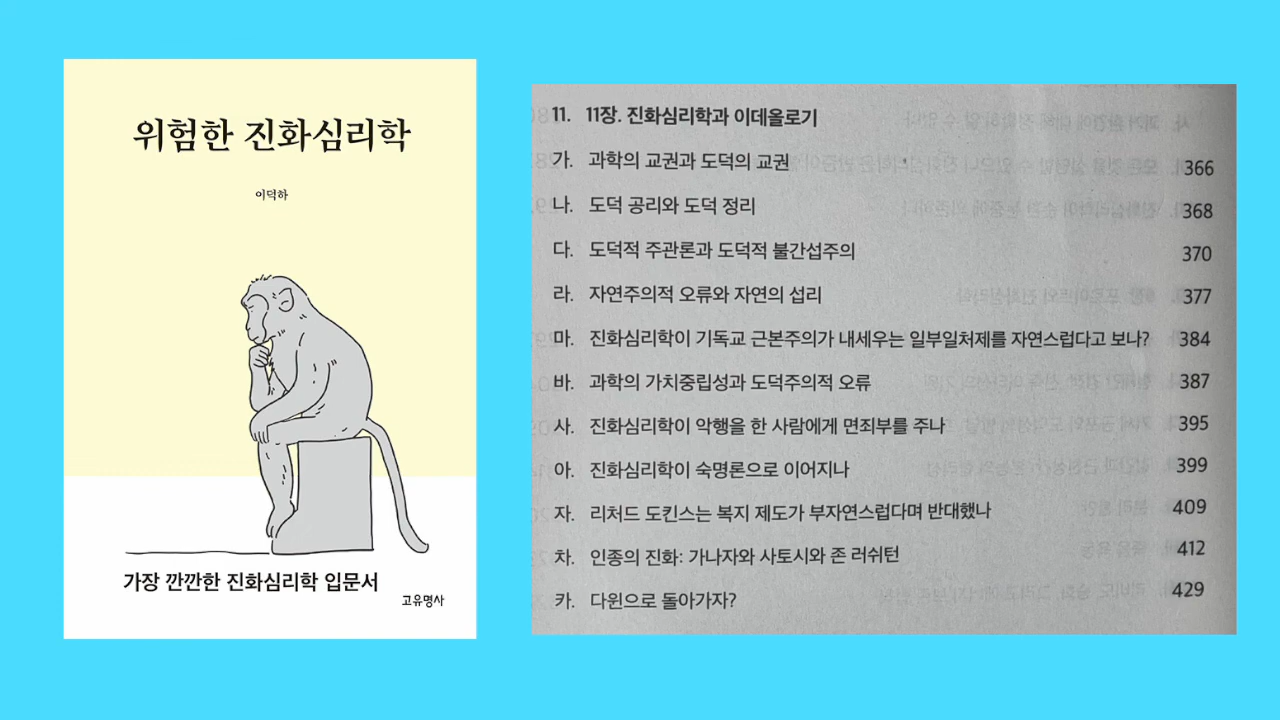 위험한 진화심리학
이덕하
가장 깐깐한 진화심리학 입문서
고유명사
11. 11장. 진화심리학과 이데올로기
가. 과학의 교권과 도덕의 교권 366
나. 도덕 공리와 도덕 정리 368
다. 도덕적 주관론과 도덕적 불간섭주의 370
라. 자연주의적 오류와 자연의 섭리 377
마. 진화심리학이 기독교 근본주의가 내세우는 일부일처제를 자연스럽다고 보나? 384
바. 과학의 가치중립성과 도덕주의적 오류 387
사. 진화심리학이 악행을 한 사람에게 면죄부를 주나 395
아. 진화심리학이 숙명론으로 이어지나 399
자. 리처드 도킨스는 복지 제도가 부자연스럽다며 반대했나 409
차. 인종의 진화: 가나자와 사토시와 존 러쉬턴 412
카. 다윈으로 돌아가자? 429